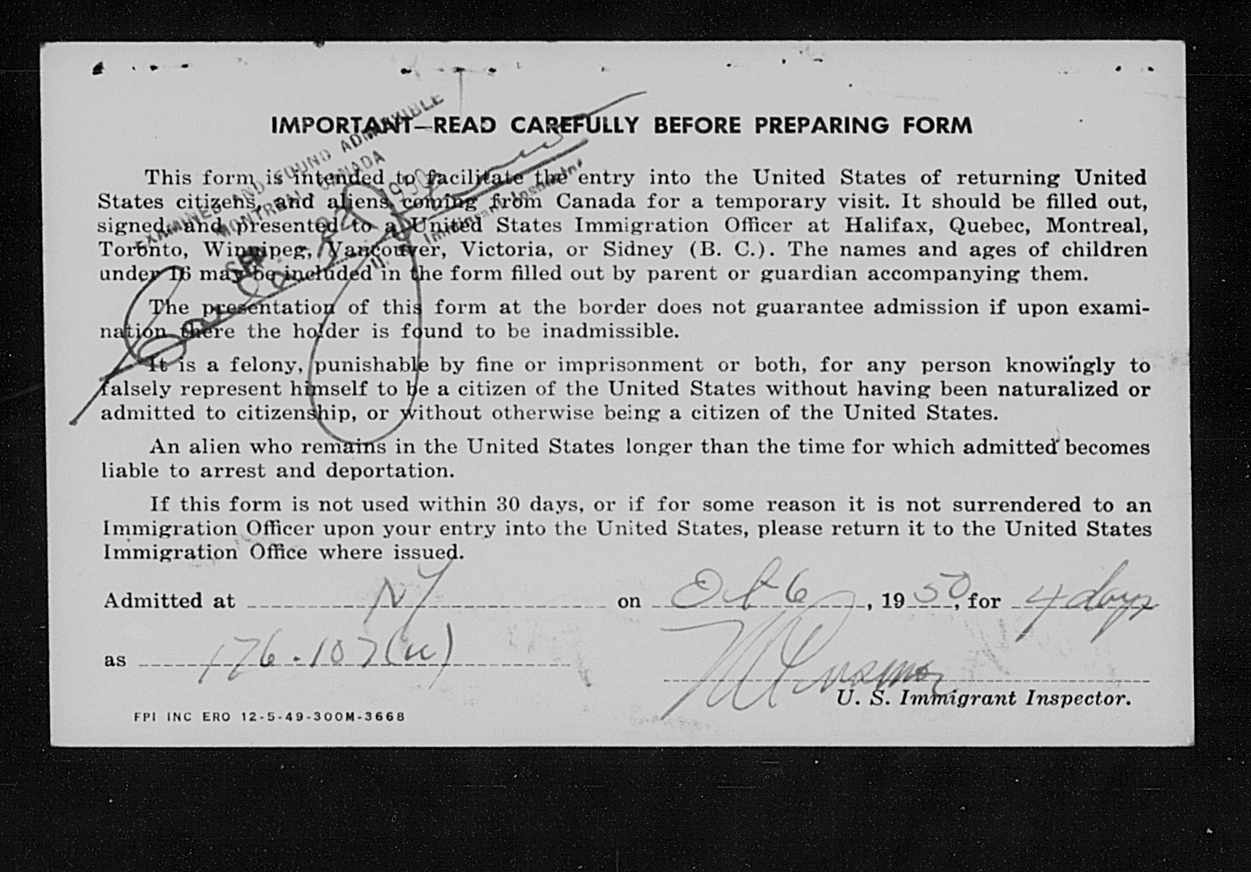 IMPORTANT—READ CAREFULLY BEFORE PREPARING FORM
EXAMINED AND FOUND ADMISSIBLE
MONTREAL CANADA
SEP 28 1950
Immigrant Inspector
This form is intended to facilitate the entry into the United States of returning United
States citizens, and aliens, coming from Canada for a temporary visit. It should be filled out,
signed, and presented to a United States Immigration Officer at Halifax, Quebec, Montreal,
Toronto, Winnipeg, Vancouver, Victoria, or Sidney (B. C.). The names and ages of children
under 16 may be included in the form filled out by parent or guardian accompanying them.
The presentation of this form at the border does not guarantee admission if upon exami-
nation there the holder is found to be inadmissible.
It is a felony, punishable by fine or imprisonment or both, for any person knowingly to
falsely represent himself to be a citizen of the United States without having been naturalized or
admitted to citizenship, or without otherwise being a citizen of the United States.
An alien who remains in the United States longer than the time for which admitted becomes
liable to arrest and deportation.
If this form is not used within 30 days, or if for some reason it is not surrendered to an
Immigration Officer upon your entry into the United States, please return it to the United States
Immigration Office where issued.
Admitted at NY on Oct 6, 1950, for 4 days
as 176.107(u)
U. S. Immigrant Inspector.
FPI INC ERO 12-5-49-300M-3668